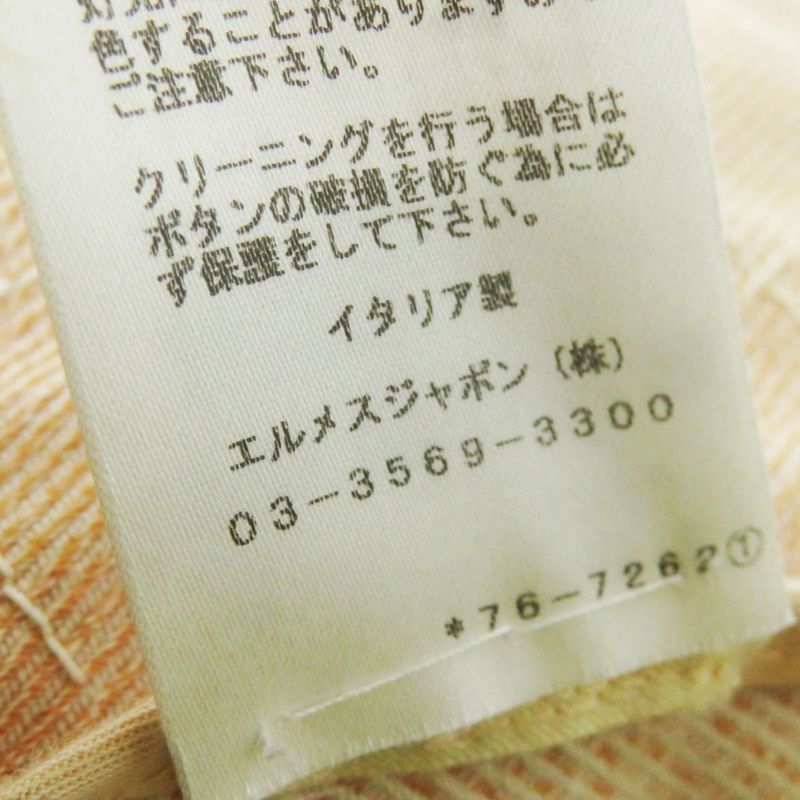 色することがあります
ご注意下さい。
クリーニングを行う場合は
ボタンの破損を防ぐ為に必
ず保護をして下さい。
イタリア製
エルメスジャポン（株）
03-3569-3300
*76-7262①